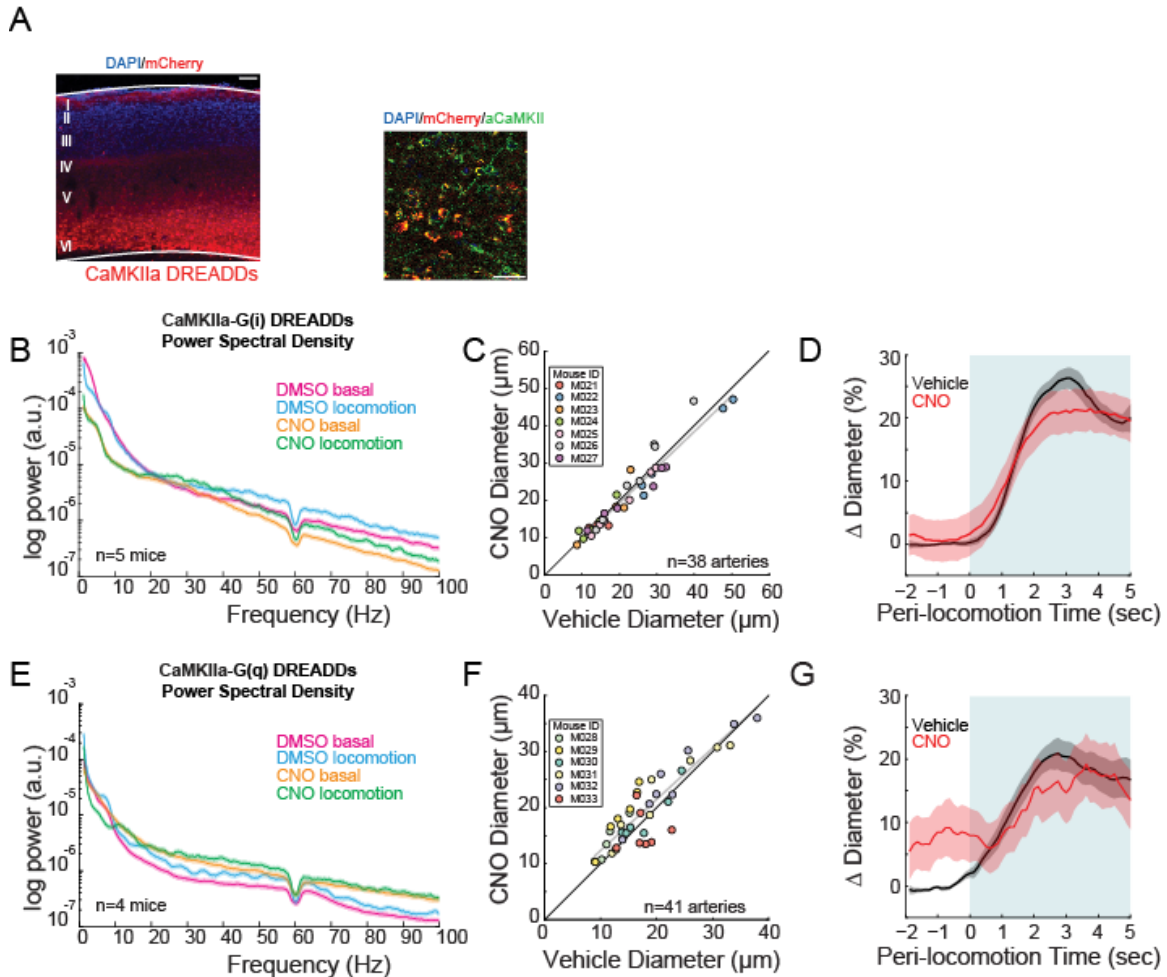 A
DAPI/mCherry
I
II
III
IV
V
VI
CaMKIIa DREADDs
DAPI/mCherry/aCaMKII
B
CaMKIIa-G(i) DREADDs
Power Spectral Density
log power (a.u.)
10-3
10-4
10-5
10-6
10-7
DMSO basal
DMSO locomotion
CNO basal
CNO locomotion
n=5 mice
0 10 20 30 40 50 60 70 80 90 100
Frequency (Hz)
C
CNO Diameter (μm)
60
50
40
30
20
10
0
Mouse ID
M021
M022
M023
M024
M025
M026
M027
n=38 arteries
0 10 20 30 40 50 60
Vehicle Diameter (μm)
D
Δ Diameter (%)
30
20
10
0
Vehicle
CNO
−2 −1 0 1 2 3 4 5
Peri-locomotion Time (sec)
E
CaMKIIa-G(q) DREADDs
Power Spectral Density
log power (a.u.)
10-3
10-4
10-5
10-6
10-7
DMSO basal
DMSO locomotion
CNO basal
CNO locomotion
n=4 mice
0 10 20 30 40 50 60 70 80 90 100
Frequency (Hz)
F
CNO Diameter (μm)
40
30
20
10
0
Mouse ID
M028
M029
M030
M031
M032
M033
n=41 arteries
0 10 20 30 40
Vehicle Diameter (μm)
G
Δ Diameter (%)
30
20
10
0
Vehicle
CNO
−2 −1 0 1 2 3 4 5
Peri-locomotion Time (sec)